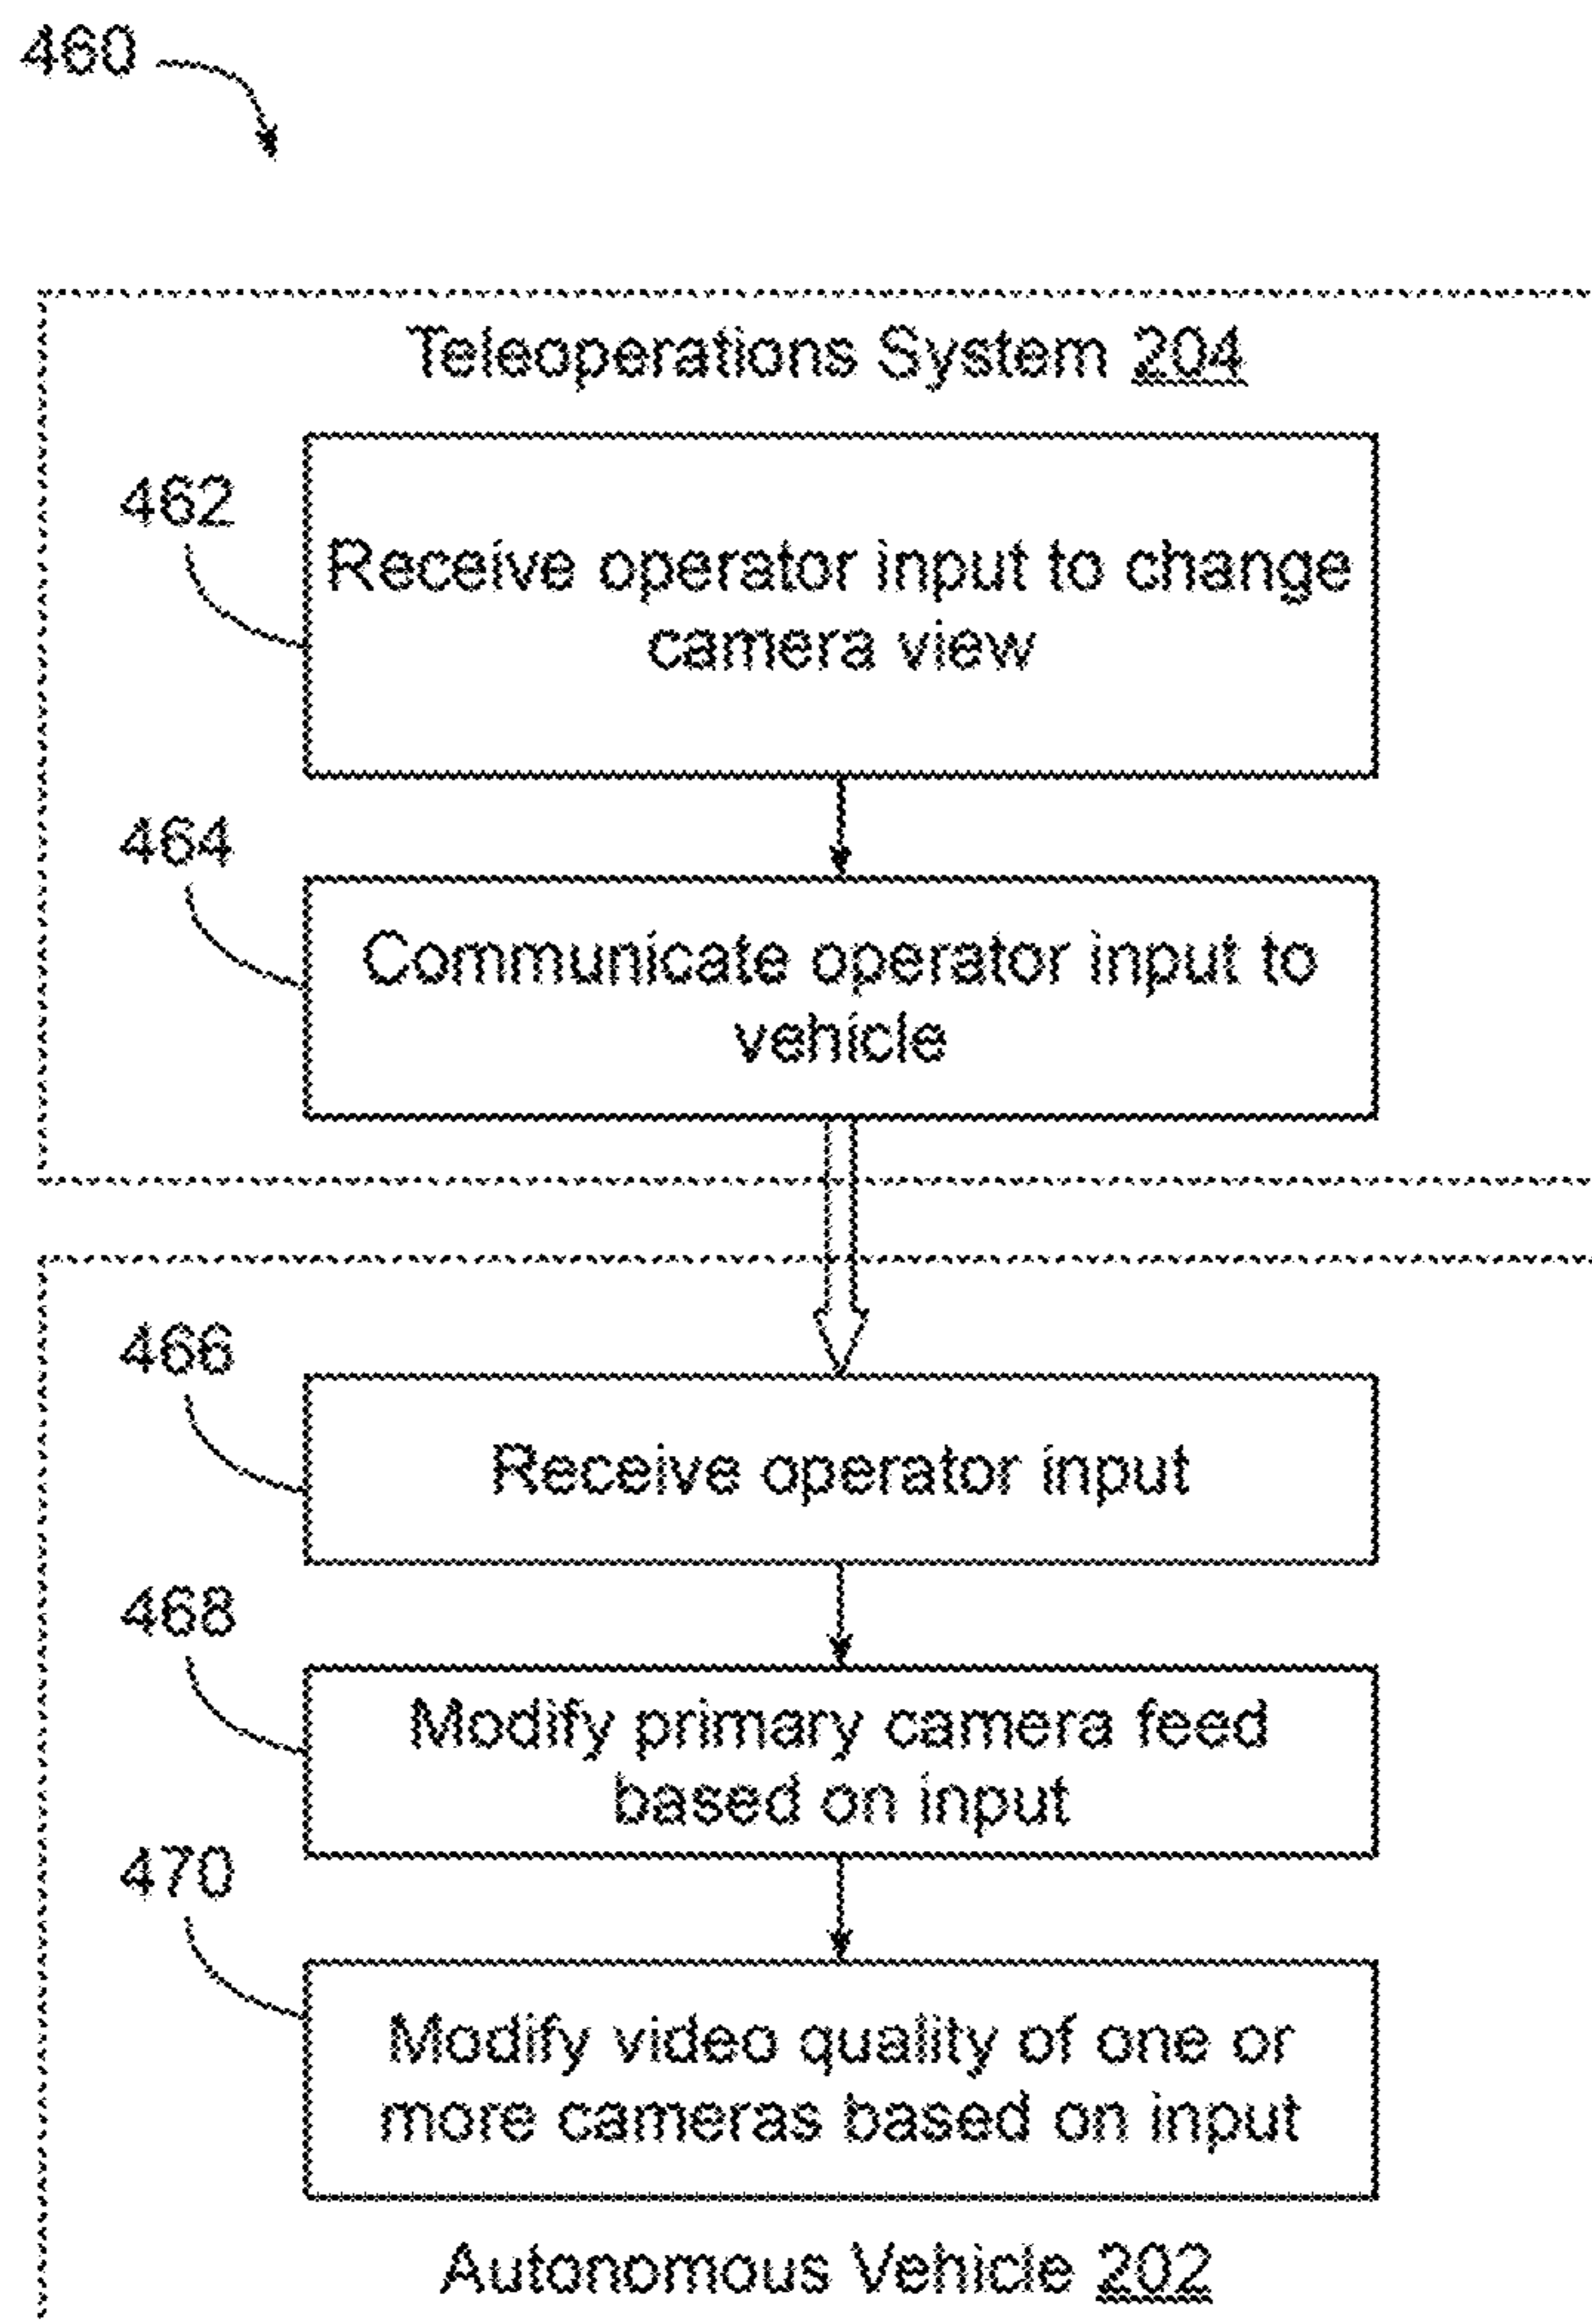 460
Teleoperations System 204
462
Receive operator input to change
camera view
464
Communicate operator input to
vehicle
466
Receive operator input
468
Modify primary camera feed
based on input
470
Modify video quality of one or
more cameras based on input
Autonomous Vehicle 202